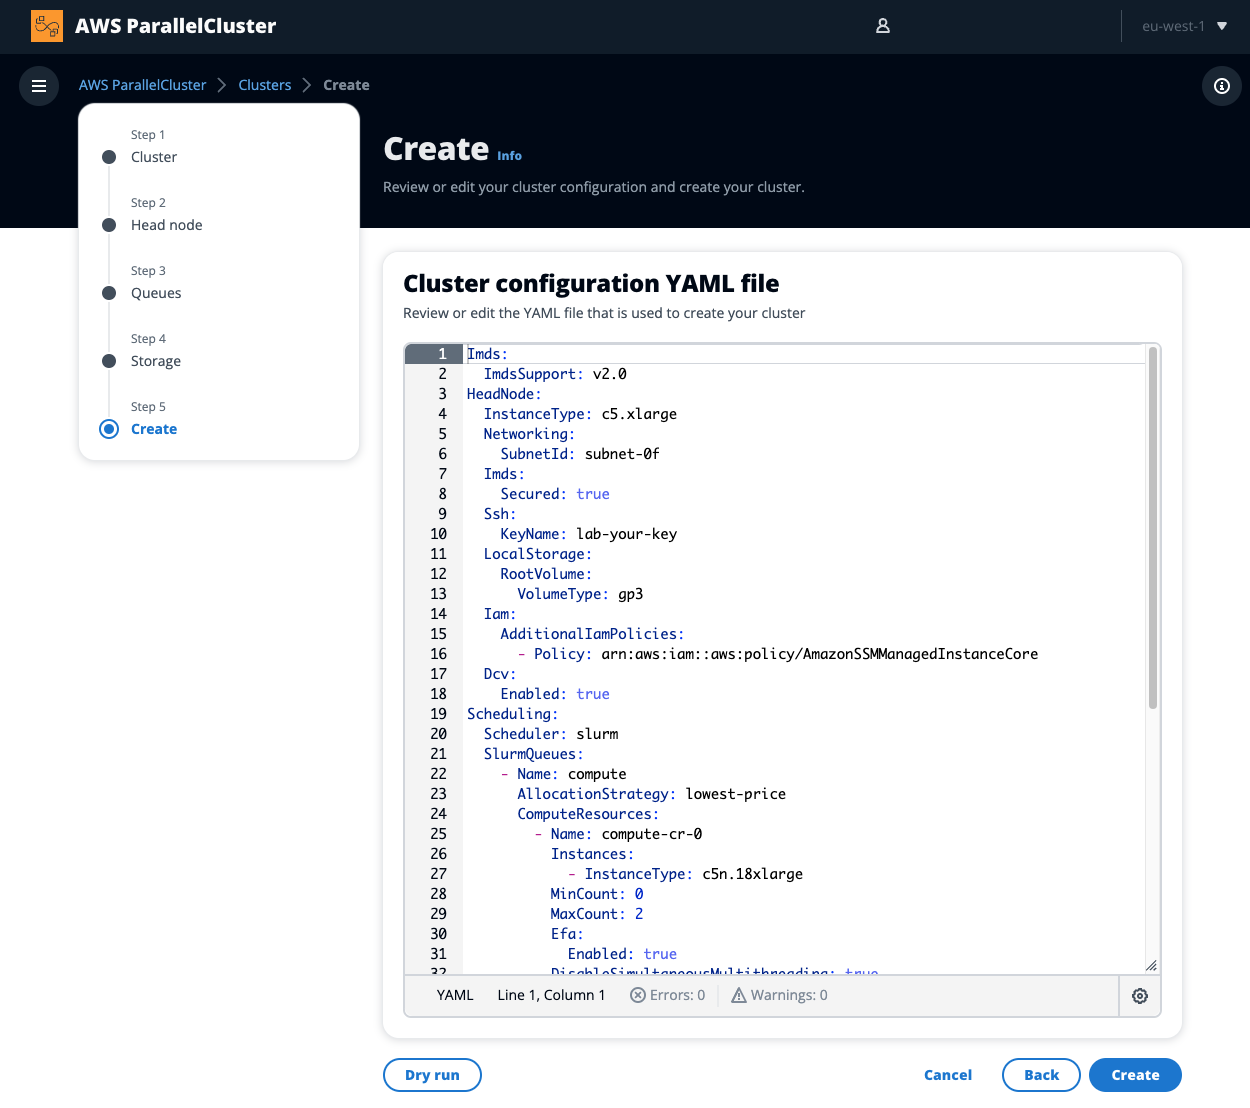 AWS ParallelCluster
eu-west-1
AWS ParallelCluster
Clusters
Create
Step 1
Cluster
Step 2
Head node
Step 3
Queues
Step 4
Storage
Step 5
Create
Create Info
Review or edit your cluster configuration and create your cluster.
Cluster configuration YAML file
Review or edit the YAML file that is used to create your cluster
1 Imds:
2   ImdsSupport: v2.0
3 HeadNode:
4   InstanceType: c5.xlarge
5   Networking:
6     SubnetId: subnet-0f
7   Imds:
8     Secured: true
9   Ssh:
10     KeyName: lab-your-key
11   LocalStorage:
12     RootVolume:
13       VolumeType: gp3
14   Iam:
15     AdditionalIamPolicies:
16       - Policy: arn:aws:iam::aws:policy/AmazonSSMManagedInstanceCore
17   Dcv:
18     Enabled: true
19 Scheduling:
20   Scheduler: slurm
21   SlurmQueues:
22     - Name: compute
23       AllocationStrategy: lowest-price
24       ComputeResources:
25         - Name: compute-cr-0
26           Instances:
27             - InstanceType: c5n.18xlarge
28           MinCount: 0
29           MaxCount: 2
30           Efa:
31             Enabled: true
32           DisableSimultaneousMultithreading: true
YAML Line 1, Column 1 Errors: 0 Warnings: 0
Dry run
Cancel
Back
Create